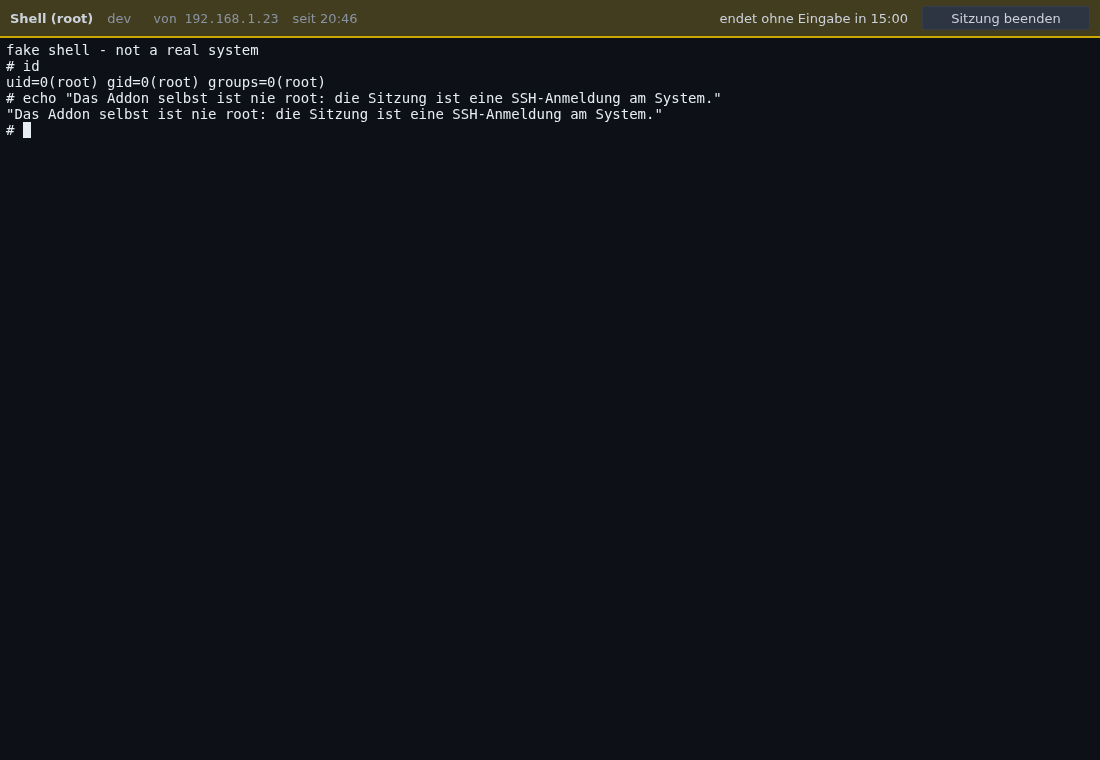 Shell (root) dev von 192.168.1.23 seit 20:46 endet ohne Eingabe in 15:00 Sitzung beenden
fake shell - not a real system
# id
uid=0(root) gid=0(root) groups=0(root)
# echo "Das Addon selbst ist nie root: die Sitzung ist eine SSH-Anmeldung am System."
"Das Addon selbst ist nie root: die Sitzung ist eine SSH-Anmeldung am System."
#